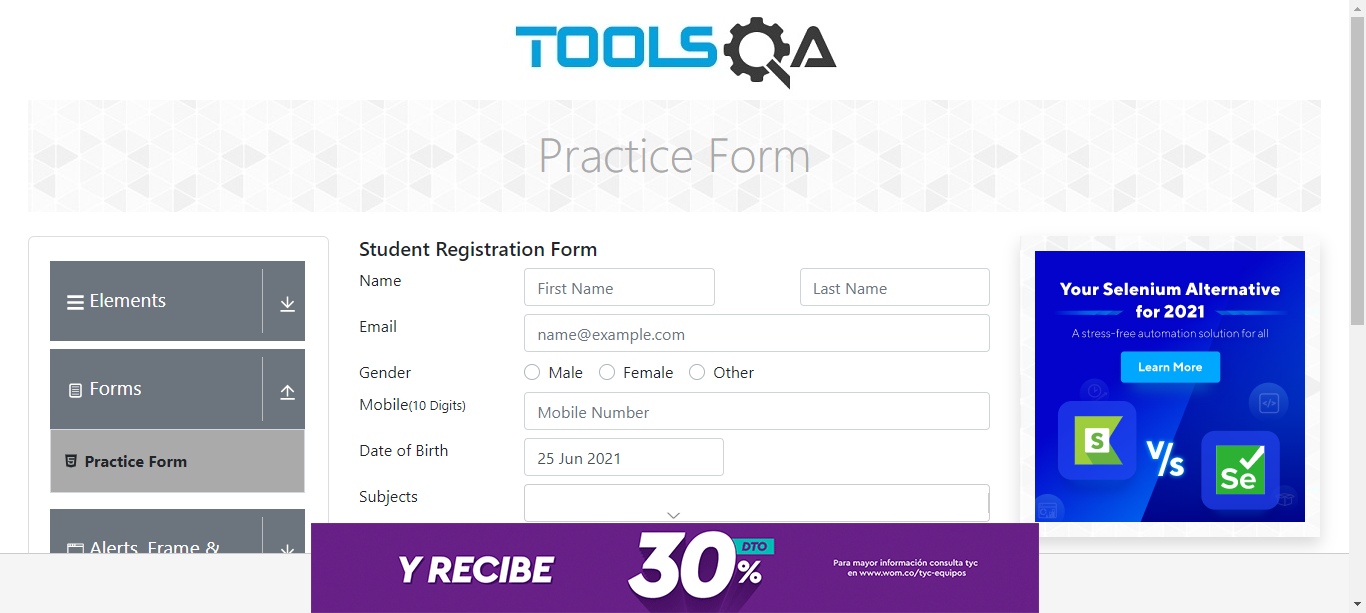 TOOLSQA
Practice Form
Elements
Forms
Practice Form
Alerts, Frame &
Student Registration Form
Name
First Name
Last Name
Email
name@example.com
Gender
Male
Female
Other
Mobile(10 Digits)
Mobile Number
Date of Birth
25 Jun 2021
Subjects
Your Selenium Alternative
for 2021
A stress-free automation solution for all
Learn More
S
V/s
Se
Y RECIBE
30%
DTO
Para mayor información consulta tyc
en www.wom.co/tyc-equipos